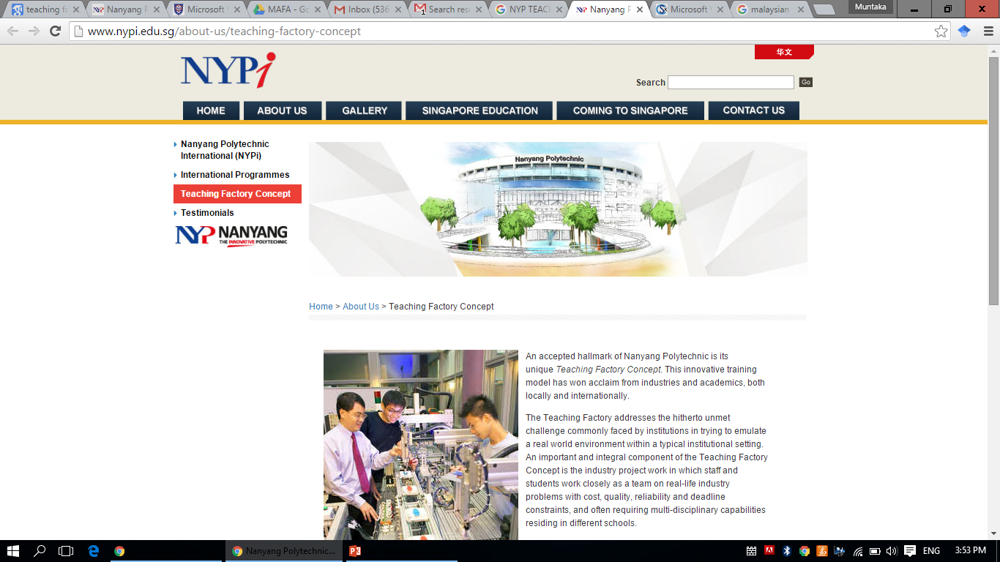 teaching fa
Nanyang P
Microsoft
MAFA - Go
Inbox (536
Search resu
NYP TEACH
Nanyang P
Microsoft
malaysian
Muntaka
www.nypi.edu.sg/about-us/teaching-factory-concept
NYPi
华文
Search
Go
HOME
ABOUT US
GALLERY
SINGAPORE EDUCATION
COMING TO SINGAPORE
CONTACT US
Nanyang Polytechnic
International (NYPi)
International Programmes
Teaching Factory Concept
Testimonials
NYP NANYANG
THE INNOVATIVE POLYTECHNIC
Nanyang Polytechnic
Home > About Us > Teaching Factory Concept
An accepted hallmark of Nanyang Polytechnic is its
unique Teaching Factory Concept. This innovative training
model has won acclaim from industries and academics, both
locally and internationally.
The Teaching Factory addresses the hitherto unmet
challenge commonly faced by institutions in trying to emulate
a real world environment within a typical institutional setting.
An important and integral component of the Teaching Factory
Concept is the industry project work in which staff and
students work closely as a team on real-life industry
problems with cost, quality, reliability and deadline
constraints, and often requiring multi-disciplinary capabilities
residing in different schools.
Nanyang Polytechnic...
ENG
3:53 PM